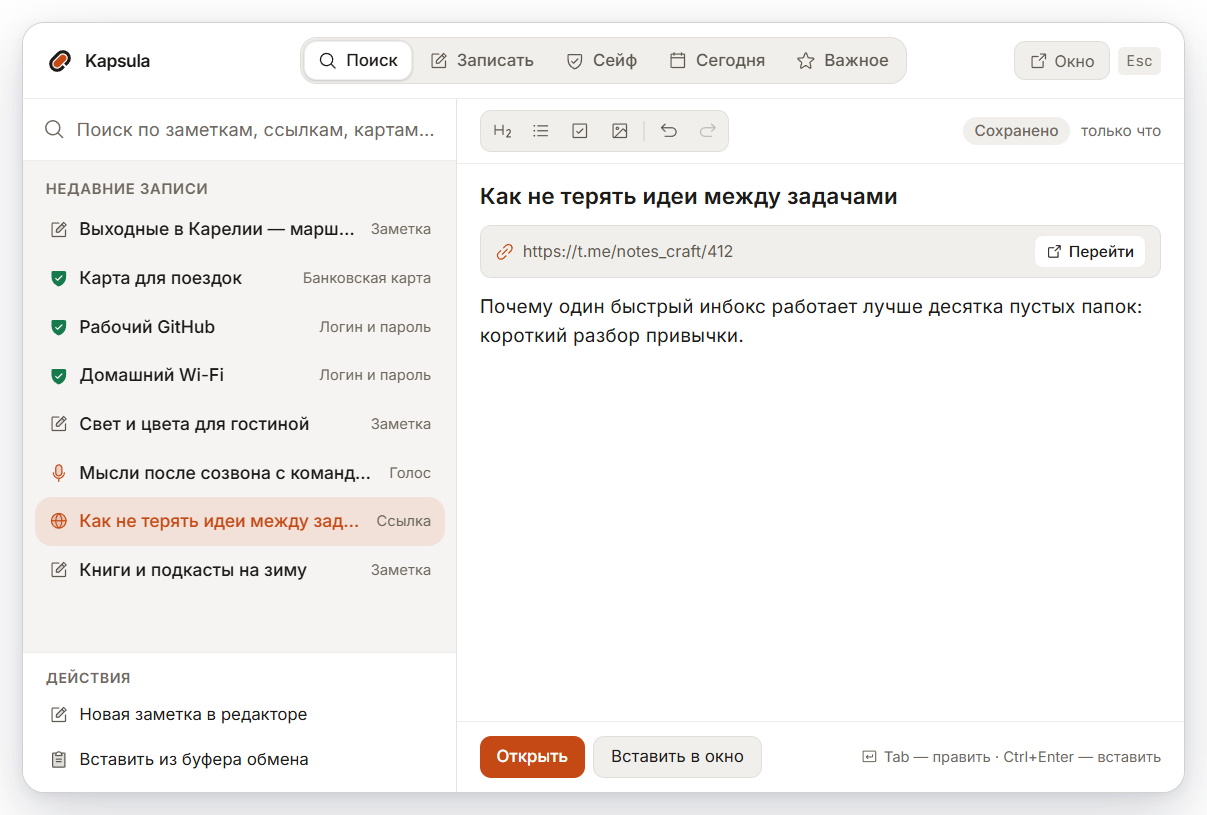 Kapsula
Поиск
Записать
Сейф
Сегодня
Важное
Окно
Esc
Поиск по заметкам, ссылкам, картам...
НЕДАВНИЕ ЗАПИСИ
Выходные в Карелии — марш... Заметка
Карта для поездок Банковская карта
Рабочий GitHub Логин и пароль
Домашний Wi-Fi Логин и пароль
Свет и цвета для гостиной Заметка
Мысли после созвона с команд... Голос
Как не терять идеи между зад... Ссылка
Книги и подкасты на зиму Заметка
ДЕЙСТВИЯ
Новая заметка в редакторе
Вставить из буфера обмена
H2
Сохранено только что
Как не терять идеи между задачами
https://t.me/notes_craft/412
Перейти
Почему один быстрый инбокс работает лучше десятка пустых папок:
короткий разбор привычки.
Открыть
Вставить в окно
Tab — править · Ctrl+Enter — вставить